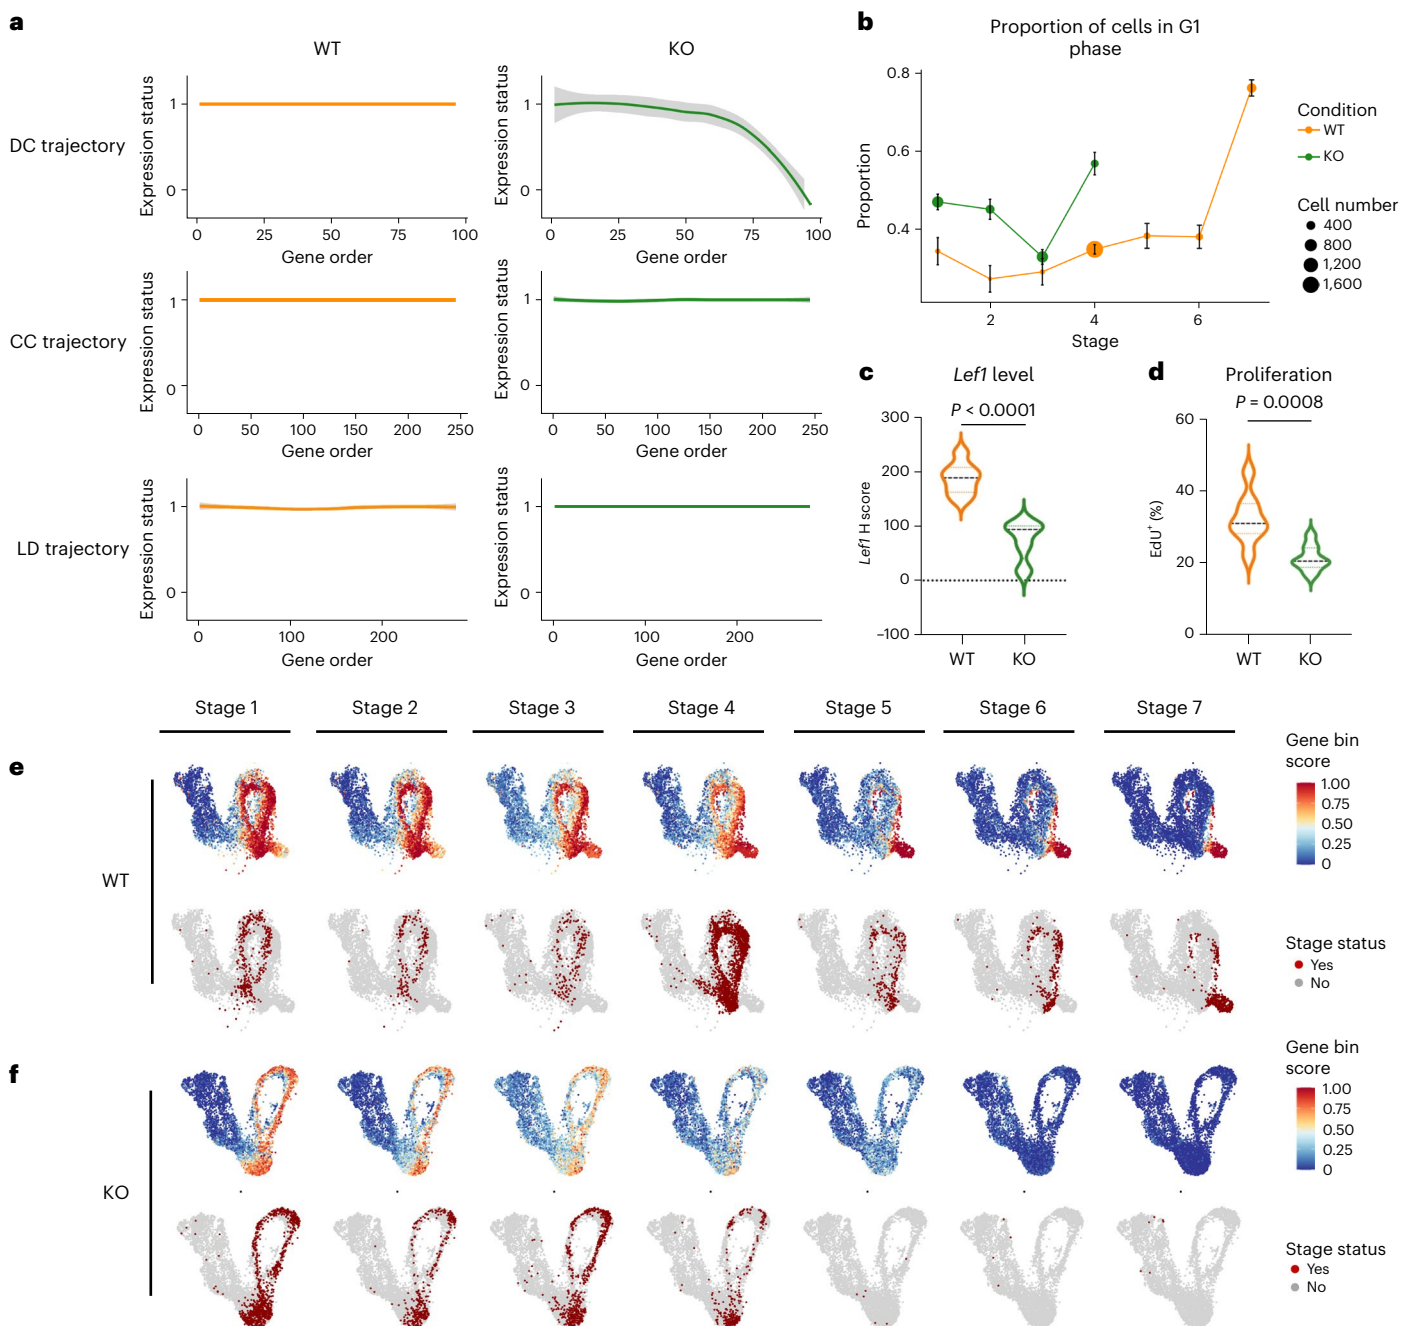 a
WT
KO
DC trajectory
Expression status
1
0
0 25 50 75 100
Gene order
Expression status
1
0
0 25 50 75 100
Gene order
CC trajectory
Expression status
1
0
0 50 100 150 200 250
Gene order
Expression status
1
0
0 50 100 150 200 250
Gene order
LD trajectory
Expression status
1
0
0 100 200
Gene order
Expression status
1
0
0 100 200
Gene order
b
Proportion of cells in G1
phase
Proportion
0.8
0.6
0.4
2 4 6
Stage
Condition
WT
KO
Cell number
400
800
1,200
1,600
c
Lef1 level
P < 0.0001
Lef1 H score
300
200
100
0
–100
WT KO
d
Proliferation
P = 0.0008
EdU+ (%)
60
40
20
0
WT KO
Stage 1 Stage 2 Stage 3 Stage 4 Stage 5 Stage 6 Stage 7
e
WT
Gene bin
score
1.00
0.75
0.50
0.25
0
Stage status
Yes
No
f
KO
Gene bin
score
1.00
0.75
0.50
0.25
0
Stage status
Yes
No